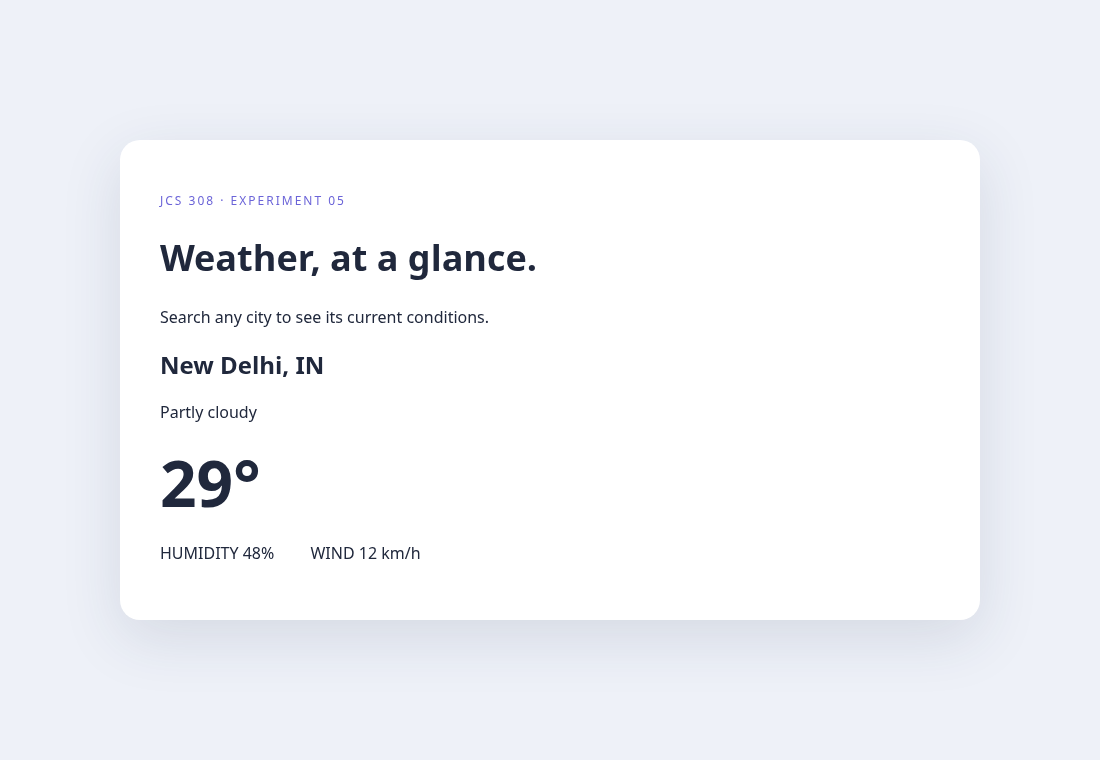 JCS 308 · EXPERIMENT 05
Weather, at a glance.
Search any city to see its current conditions.
New Delhi, IN
Partly cloudy
29°
HUMIDITY 48% WIND 12 km/h